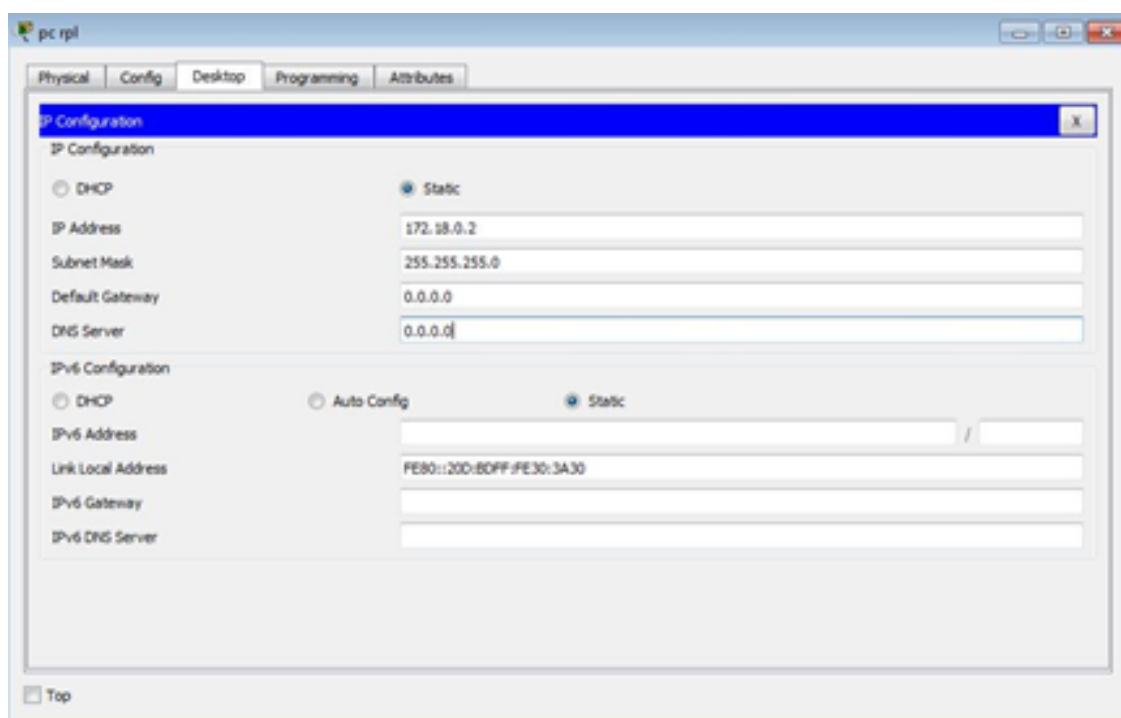 pc rpl
Physical Config Desktop Programming Attributes
IP Configuration X
IP Configuration
DHCP Static
IP Address 172.18.0.2
Subnet Mask 255.255.255.0
Default Gateway 0.0.0.0
DNS Server 0.0.0.0
IPv6 Configuration
DHCP Auto Config Static
IPv6 Address /
Link Local Address FE80::20D:BDFF:FE30:3A30
IPv6 Gateway
IPv6 DNS Server
Top